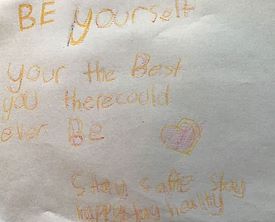 BE yourself
your the Best
you therecould
ever Be
Stay safe stay
happy stay healthy